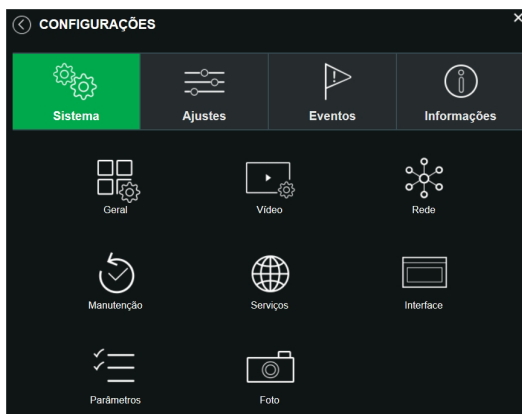 CONFIGURAÇÕES
Sistema Ajustes Eventos Informações
Geral Vídeo Rede
Manutenção Serviços Interface
Parâmetros Foto